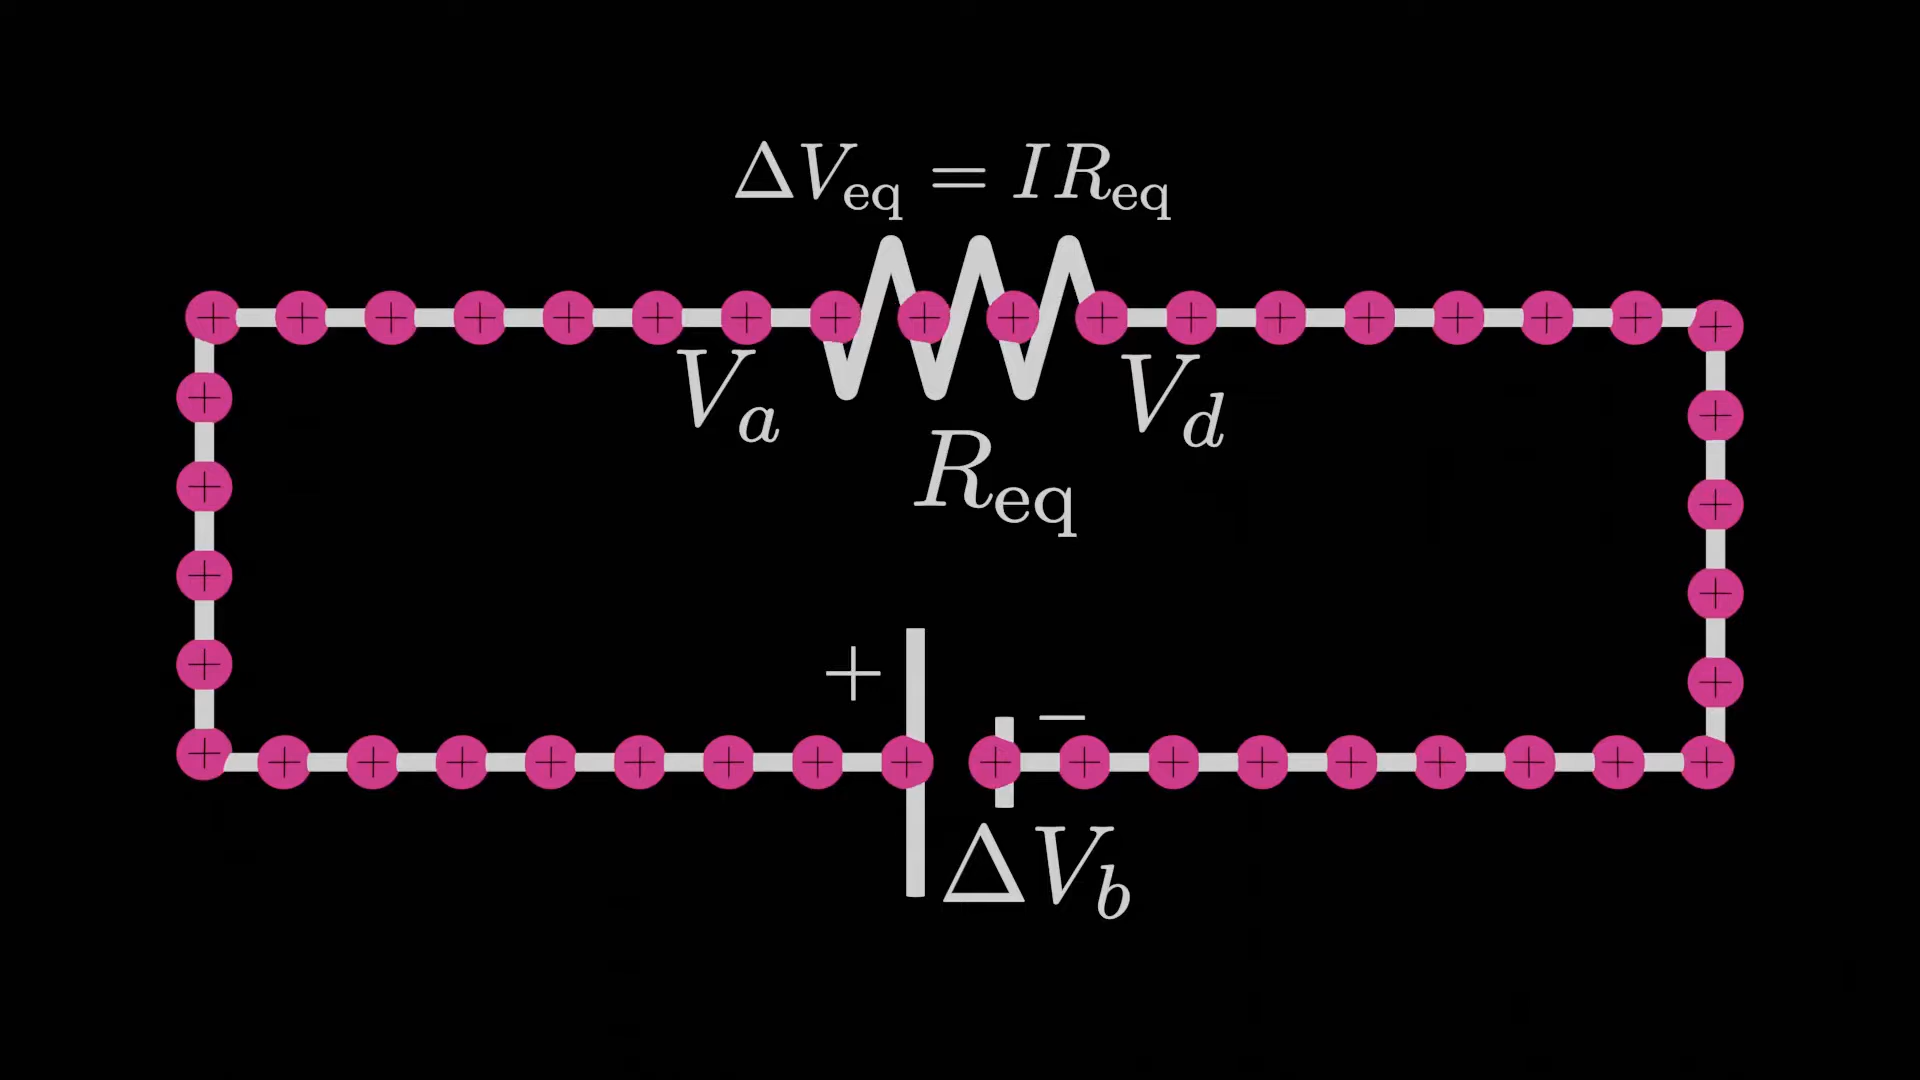 ΔV_eq = IR_eq
V_a
V_d
R_eq
+
−
ΔV_b